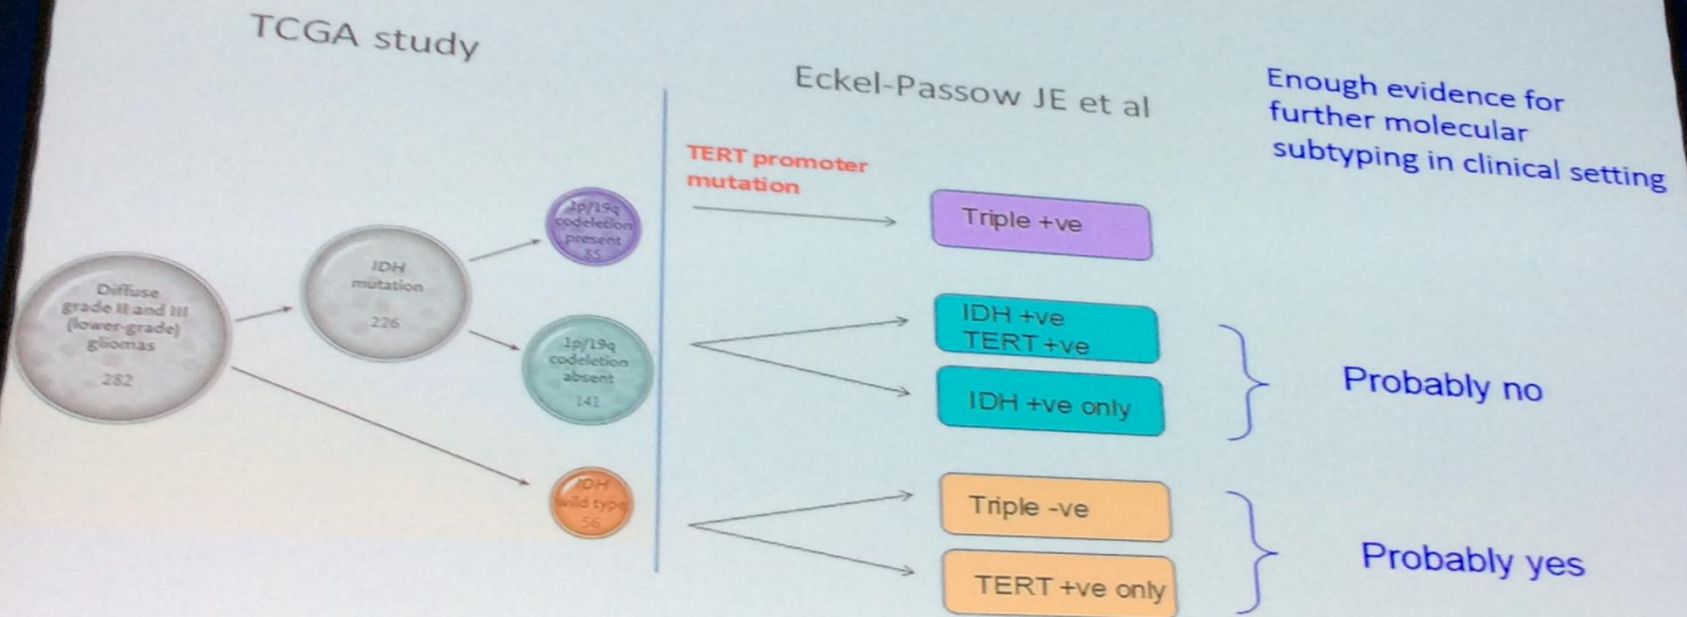 TCGA study
Eckel-Passow JE et al
Enough evidence for
further molecular
subtyping in clinical setting
TERT promoter
mutation
Diffuse
grade II and III
(lower-grade)
gliomas
282
IDH
mutation
226
1p/19q
codeletion
present
85
1p/19q
codeletion
absent
141
IDH
wild type
56
Triple +ve
IDH +ve
TERT +ve
IDH +ve only
Probably no
Triple -ve
TERT +ve only
Probably yes